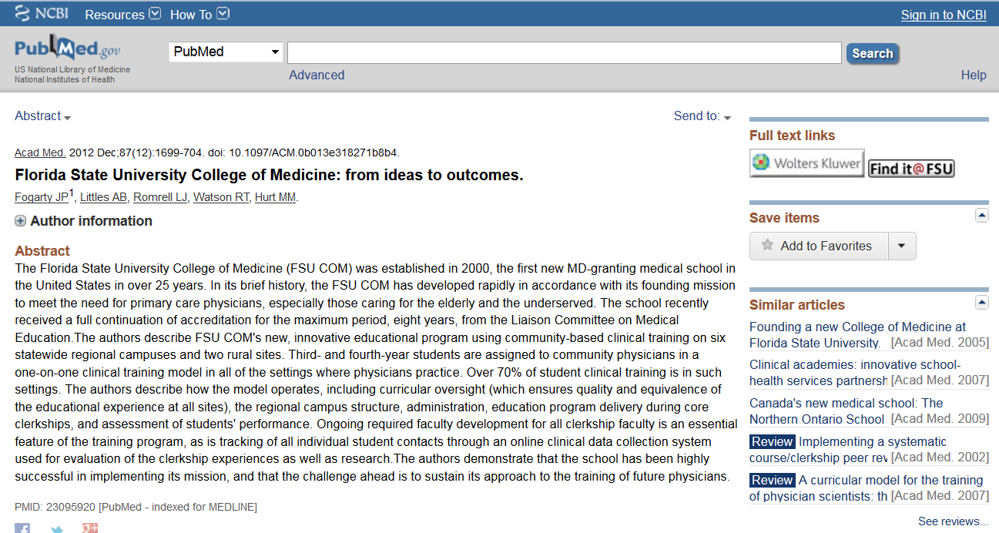 NCBI Resources How To Sign in to NCBI
PubMed.gov
US National Library of Medicine
National Institutes of Health
PubMed
Search
Advanced
Help
Abstract
Send to:
Acad Med. 2012 Dec;87(12):1699-704. doi: 10.1097/ACM.0b013e318271b8b4.
Florida State University College of Medicine: from ideas to outcomes.
Fogarty JP1, Littles AB, Romrell LJ, Watson RT, Hurt MM.
Author information
Abstract
The Florida State University College of Medicine (FSU COM) was established in 2000, the first new MD-granting medical school in
the United States in over 25 years. In its brief history, the FSU COM has developed rapidly in accordance with its founding mission
to meet the need for primary care physicians, especially those caring for the elderly and the underserved. The school recently
received a full continuation of accreditation for the maximum period, eight years, from the Liaison Committee on Medical
Education.The authors describe FSU COM's new, innovative educational program using community-based clinical training on six
statewide regional campuses and two rural sites. Third- and fourth-year students are assigned to community physicians in a
one-on-one clinical training model in all of the settings where physicians practice. Over 70% of student clinical training is in such
settings. The authors describe how the model operates, including curricular oversight (which ensures quality and equivalence of
the educational experience at all sites), the regional campus structure, administration, education program delivery during core
clerkships, and assessment of students' performance. Ongoing required faculty development for all clerkship faculty is an essential
feature of the training program, as is tracking of all individual student contacts through an online clinical data collection system
used for evaluation of the clerkship experiences as well as research.The authors demonstrate that the school has been highly
successful in implementing its mission, and that the challenge ahead is to sustain its approach to the training of future physicians.
PMID: 23095920 [PubMed - indexed for MEDLINE]
Full text links
Wolters Kluwer
Find it@FSU
Save items
Add to Favorites
Similar articles
Founding a new College of Medicine at
Florida State University. [Acad Med. 2005]
Clinical academies: innovative school-
health services partnersh [Acad Med. 2007]
Canada's new medical school: The
Northern Ontario School [Acad Med. 2009]
Review Implementing a systematic
course/clerkship peer rev [Acad Med. 2002]
Review A curricular model for the training
of physician scientists: th [Acad Med. 2007]
See reviews...